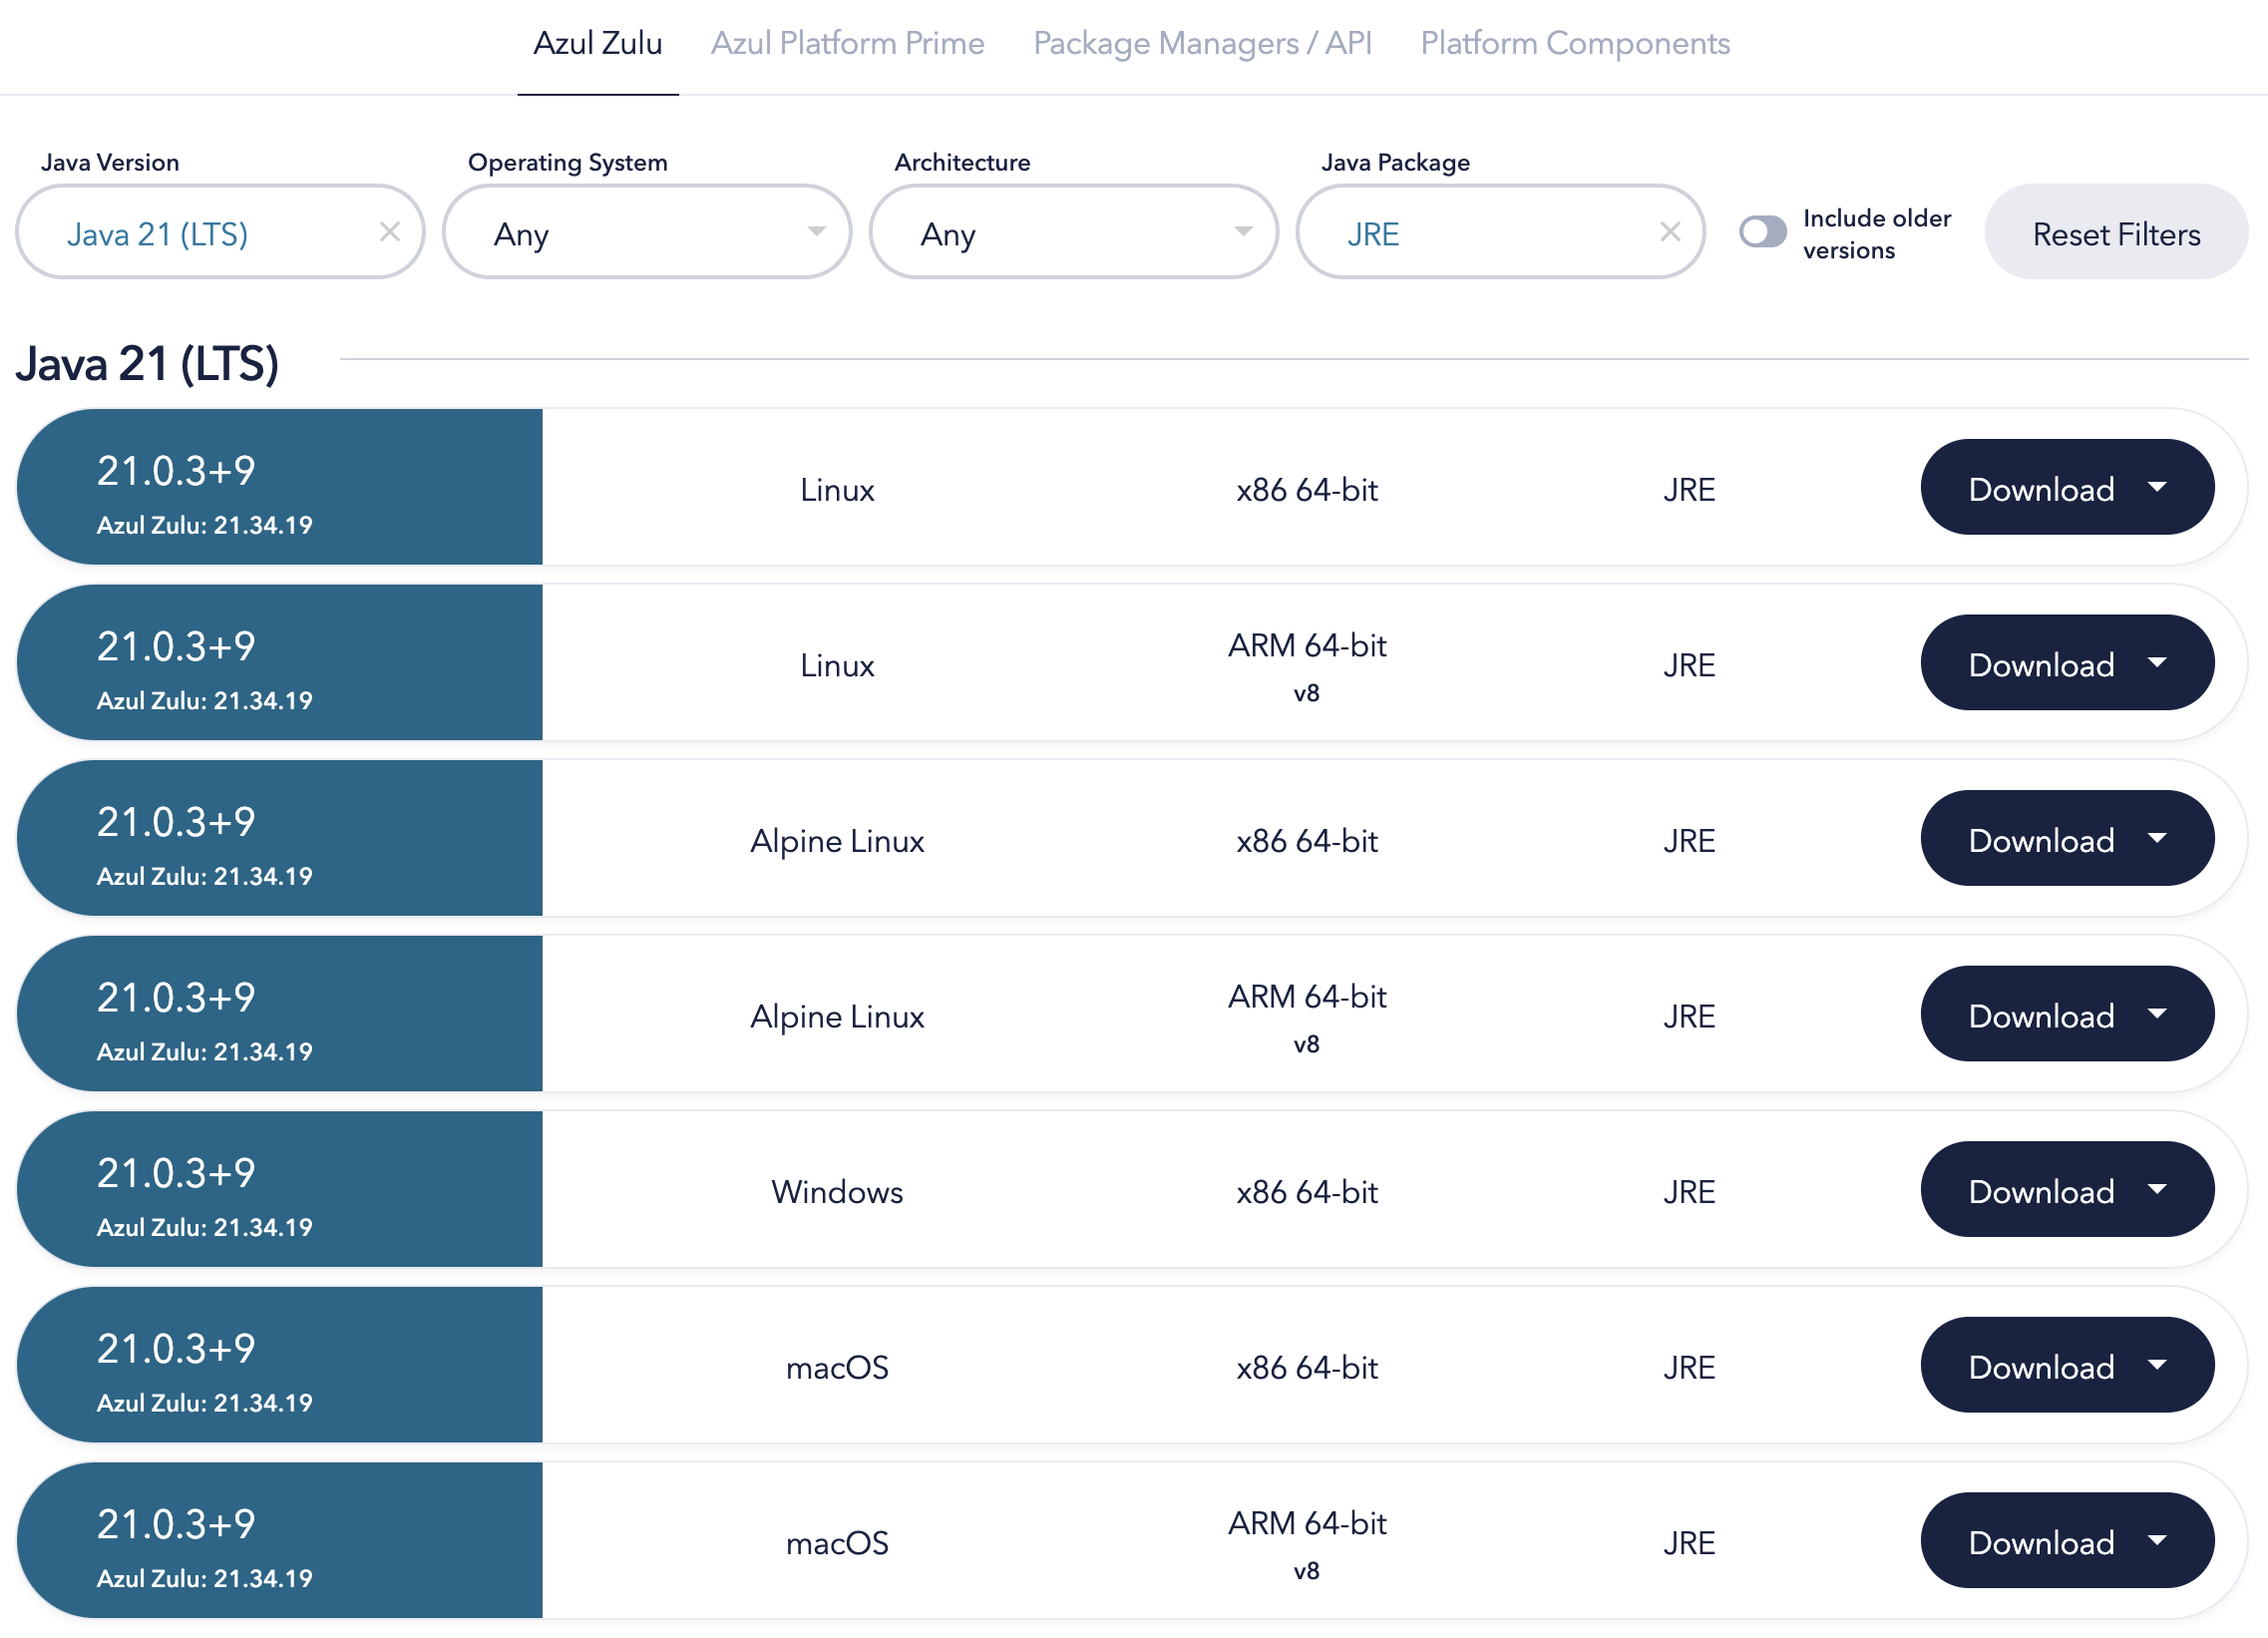 Azul Zulu Azul Platform Prime Package Managers / API Platform Components
Java Version Operating System Architecture Java Package
Java 21 (LTS) Any Any JRE Include older versions Reset Filters
Java 21 (LTS)
21.0.3+9
Azul Zulu: 21.34.19
Linux x86 64-bit JRE Download
21.0.3+9
Azul Zulu: 21.34.19
Linux ARM 64-bit v8 JRE Download
21.0.3+9
Azul Zulu: 21.34.19
Alpine Linux x86 64-bit JRE Download
21.0.3+9
Azul Zulu: 21.34.19
Alpine Linux ARM 64-bit v8 JRE Download
21.0.3+9
Azul Zulu: 21.34.19
Windows x86 64-bit JRE Download
21.0.3+9
Azul Zulu: 21.34.19
macOS x86 64-bit JRE Download
21.0.3+9
Azul Zulu: 21.34.19
macOS ARM 64-bit v8 JRE Download